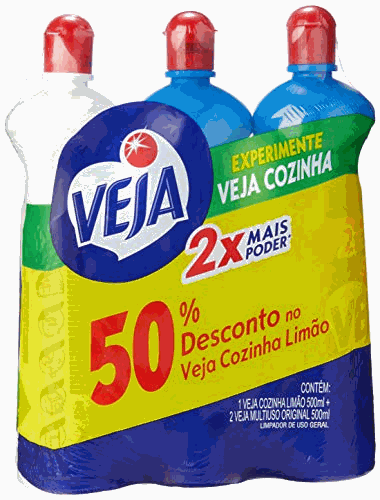 VEJA
EXPERIMENTE
VEJA COZINHA
2x MAIS
PODER*
50% Desconto no
Veja Cozinha Limão
CONTÉM:
1 VEJA COZINHA LIMÃO 500ml +
2 VEJA MULTIUSO ORIGINAL 500ml
LIMPADOR DE USO GERAL